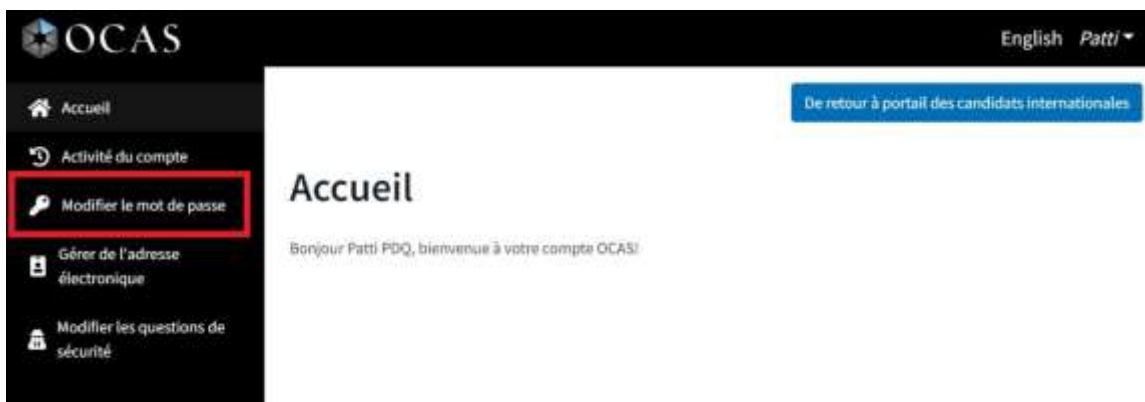 OCAS
English Patti
Accueil
De retour à portail des candidats internationales
Activité du compte
Modifier le mot de passe
Gérer de l'adresse
électronique
Modifier les questions de
sécurité
Accueil
Bonjour Patti PDQ, bienvenue à votre compte OCAS!